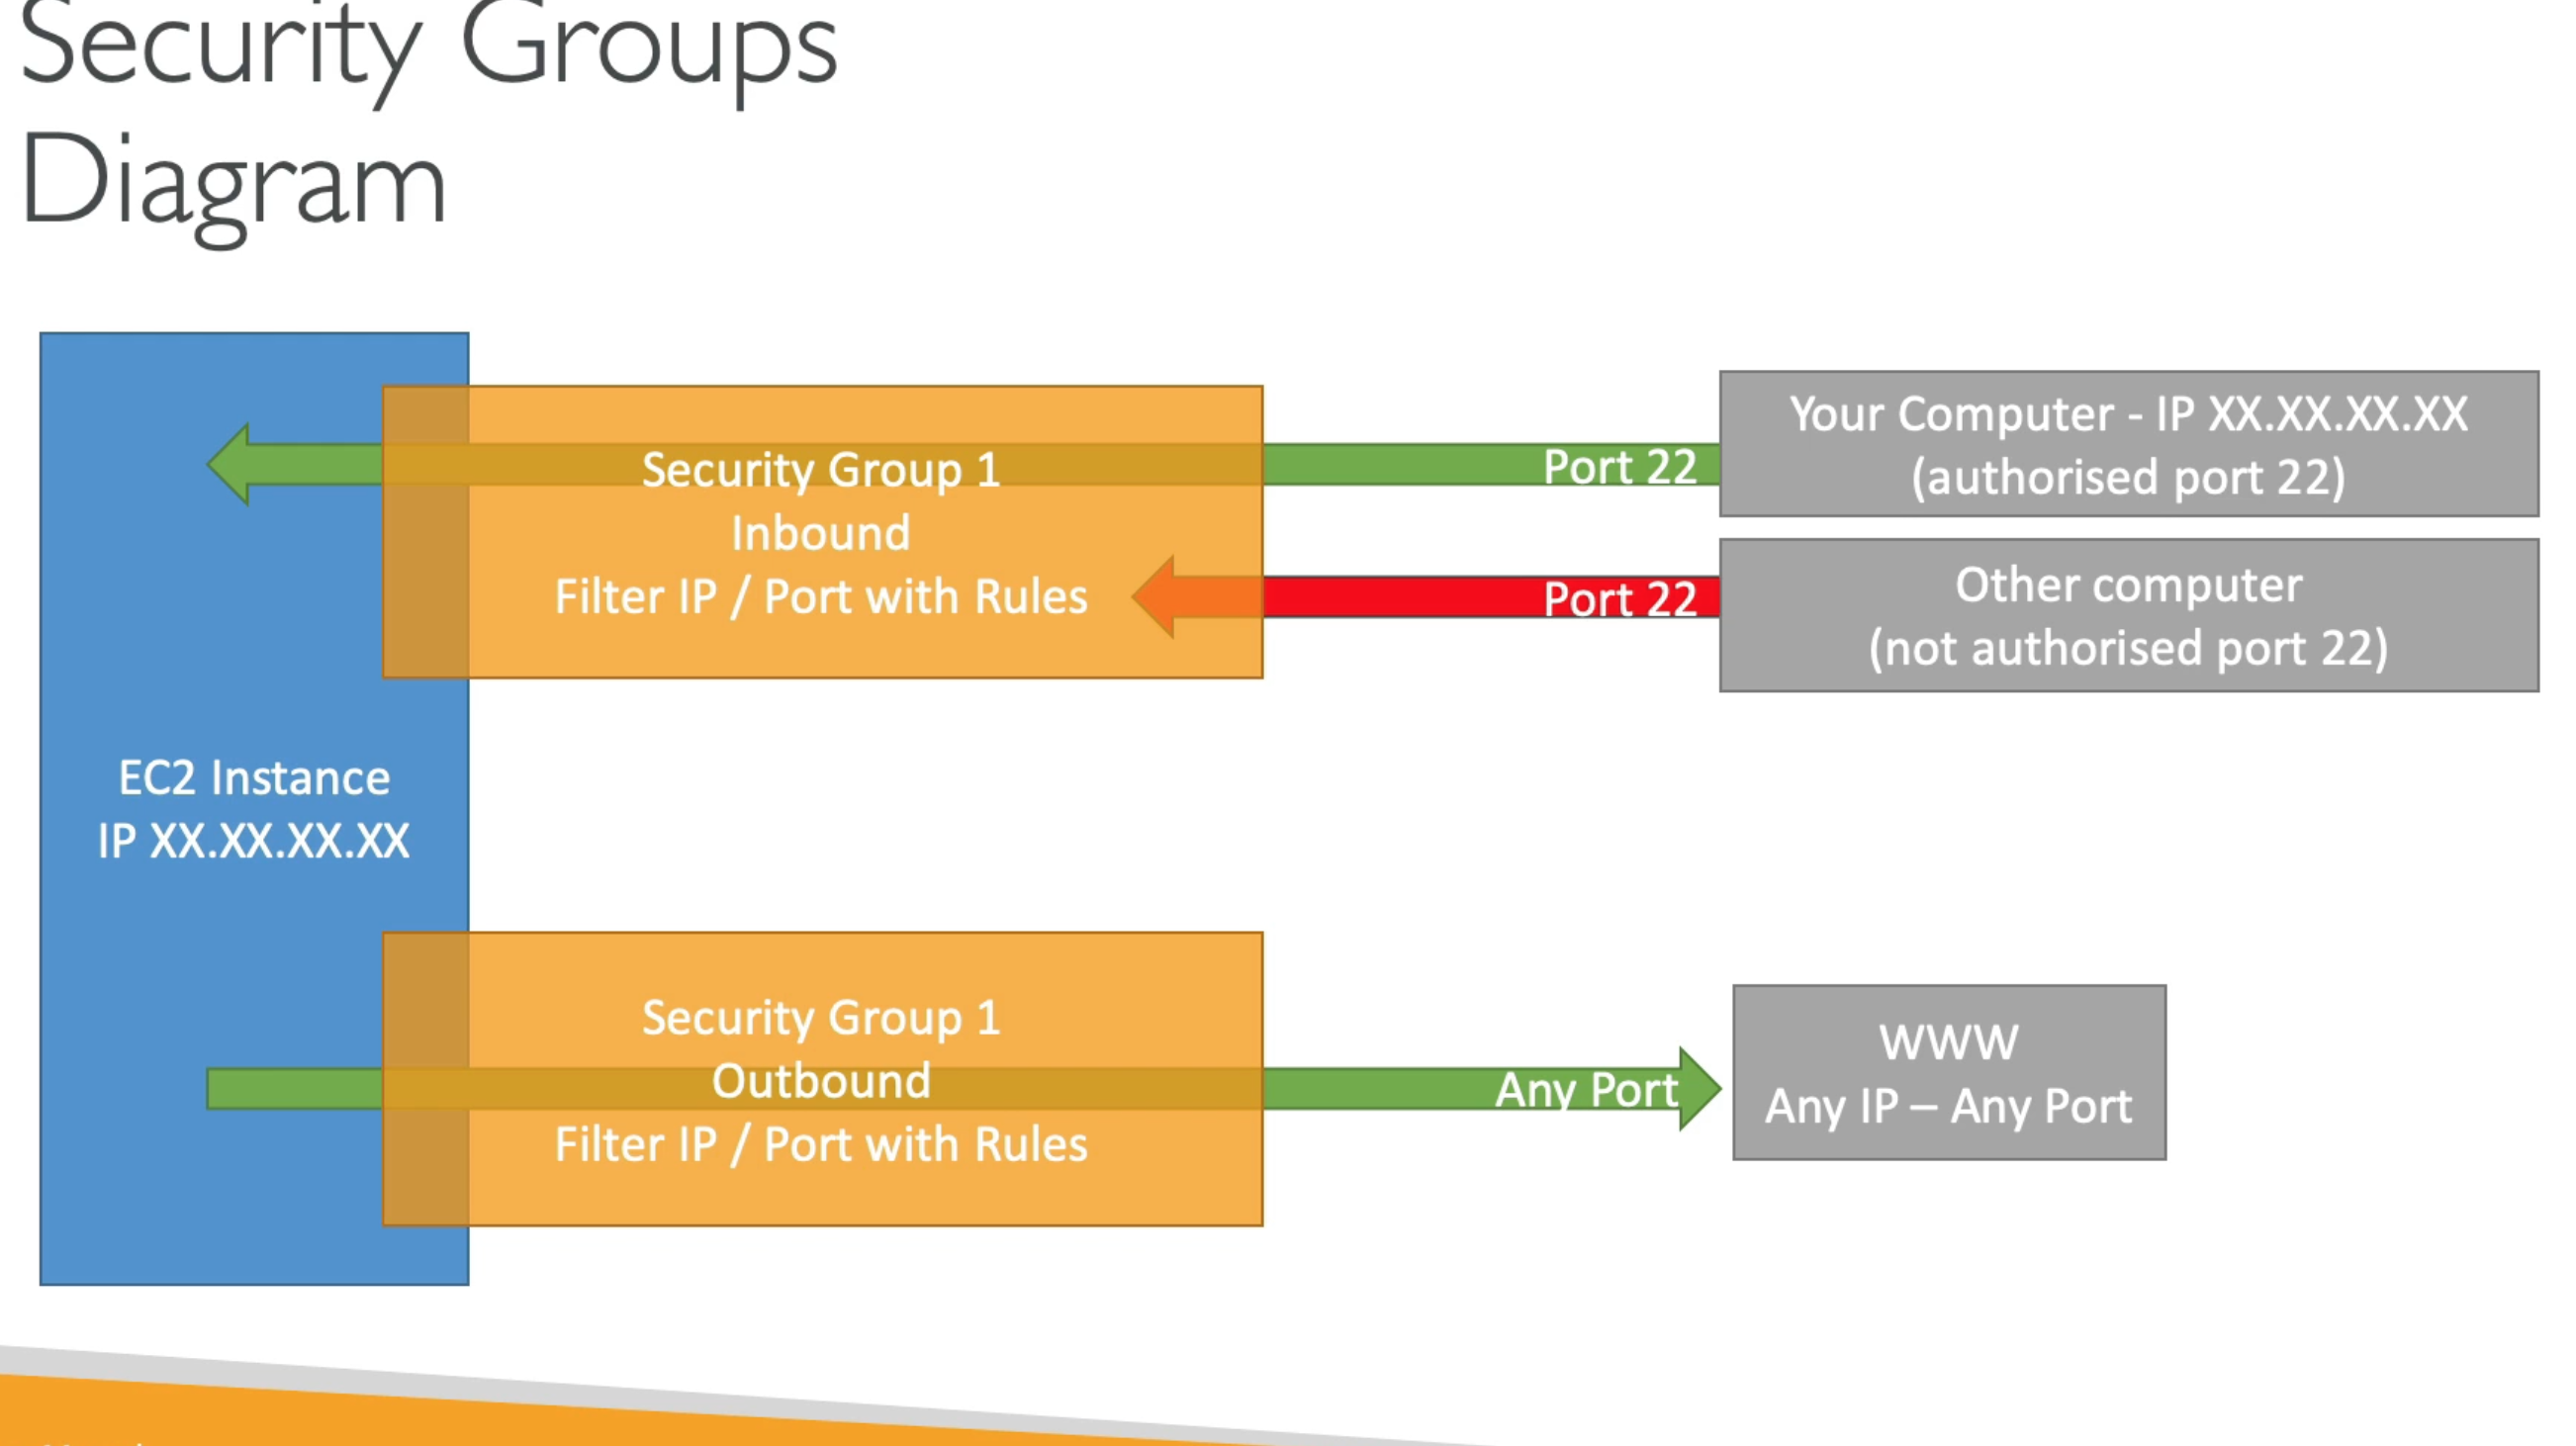 Security Groups
Diagram
Your Computer - IP XX.XX.XX.XX
(authorised port 22)
Port 22
Security Group 1
Inbound
Filter IP / Port with Rules
Port 22
Other computer
(not authorised port 22)
EC2 Instance
IP XX.XX.XX.XX
Security Group 1
Outbound
Filter IP / Port with Rules
Any Port
WWW
Any IP – Any Port